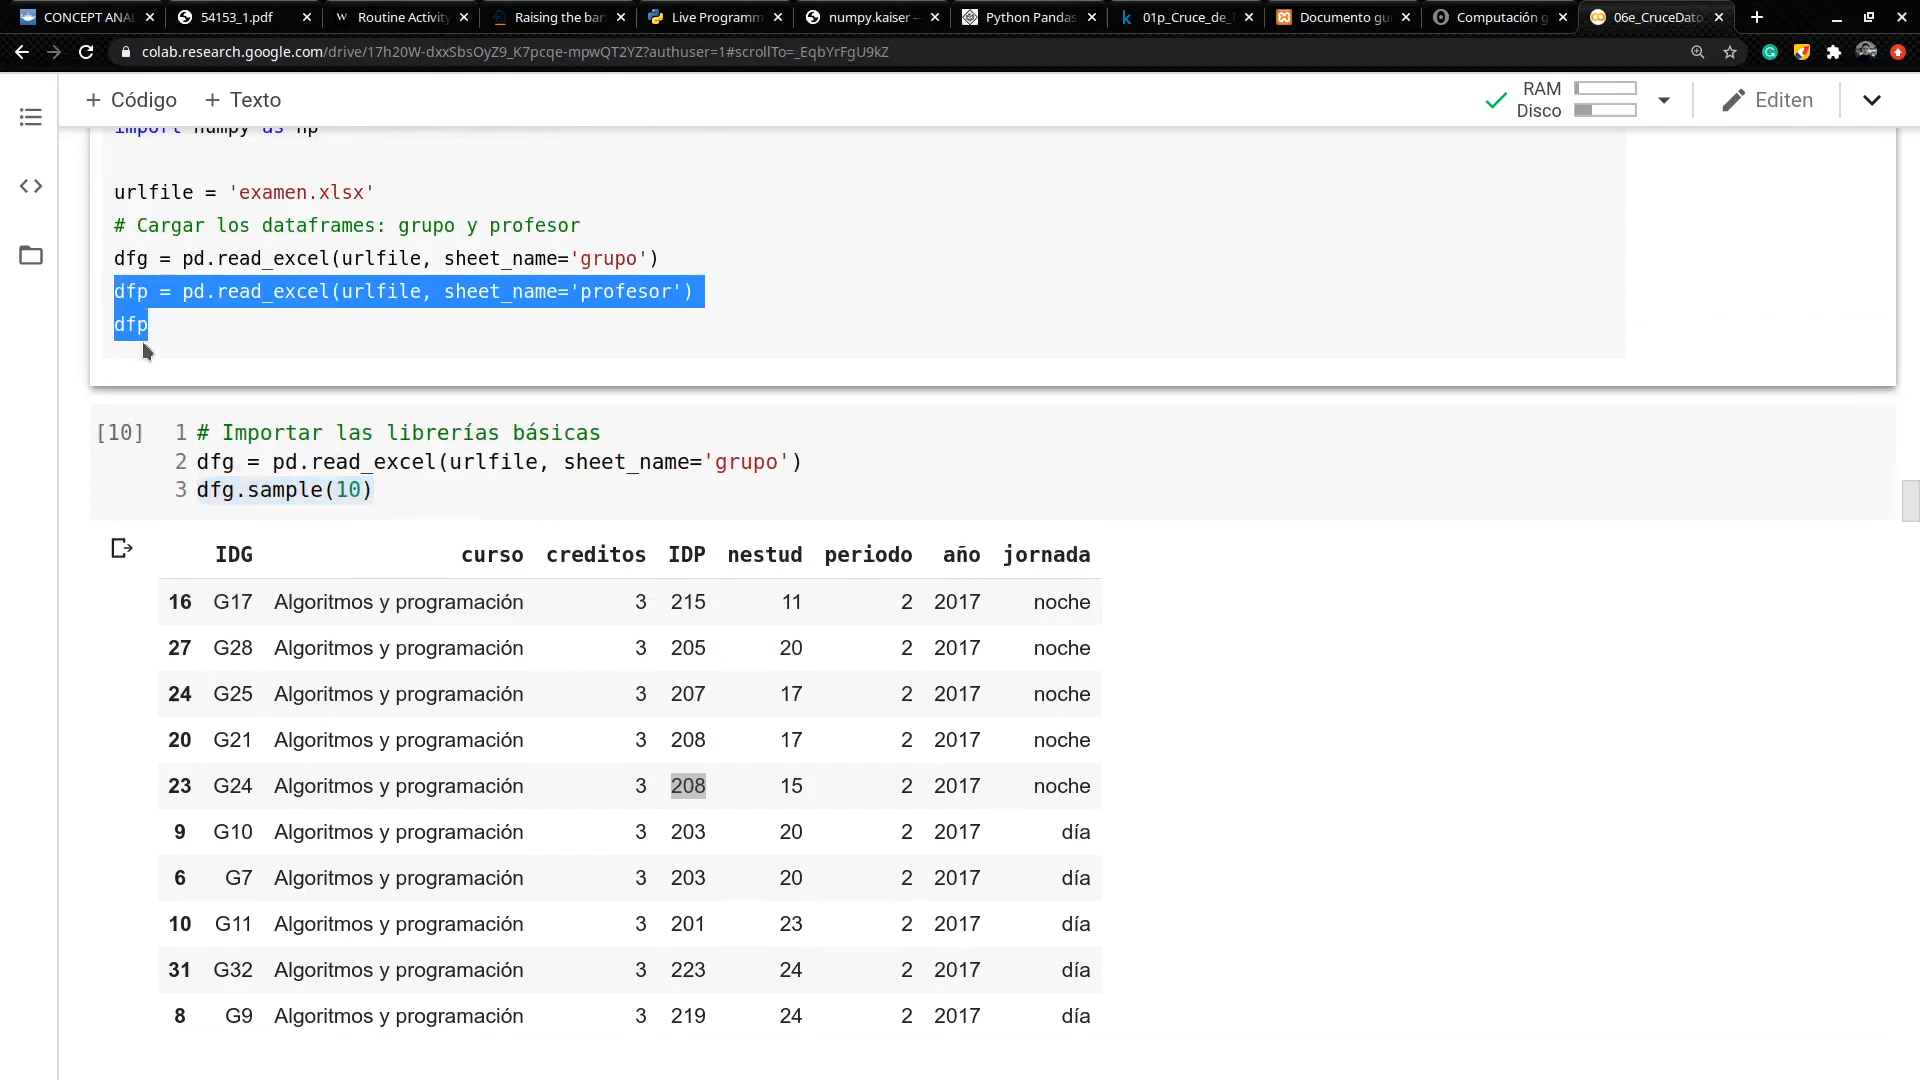 CONCEPT ANAL
54153_1.pdf
Routine Activity
Raising the bar
Live Programm
numpy.kaiser —
Python Pandas
01p_Cruce_de_
Documento gu
Computación g
06e_CruceDato
colab.research.google.com/drive/17h20W-dxxSbsOyZ9_K7pcqe-mpwQT2YZ?authuser=1#scrollTo=_EqbYrFgU9kZ
+ Código + Texto
RAM
Disco
Editen
import numpy as np
urlfile = 'examen.xlsx'
# Cargar los dataframes: grupo y profesor
dfg = pd.read_excel(urlfile, sheet_name='grupo')
dfp = pd.read_excel(urlfile, sheet_name='profesor')
dfp
[10] 1 # Importar las librerías básicas
2 dfg = pd.read_excel(urlfile, sheet_name='grupo')
3 dfg.sample(10)
IDG curso creditos IDP nestud periodo año jornada
16 G17 Algoritmos y programación 3 215 11 2 2017 noche
27 G28 Algoritmos y programación 3 205 20 2 2017 noche
24 G25 Algoritmos y programación 3 207 17 2 2017 noche
20 G21 Algoritmos y programación 3 208 17 2 2017 noche
23 G24 Algoritmos y programación 3 208 15 2 2017 noche
9 G10 Algoritmos y programación 3 203 20 2 2017 día
6 G7 Algoritmos y programación 3 203 20 2 2017 día
10 G11 Algoritmos y programación 3 201 23 2 2017 día
31 G32 Algoritmos y programación 3 223 24 2 2017 día
8 G9 Algoritmos y programación 3 219 24 2 2017 día